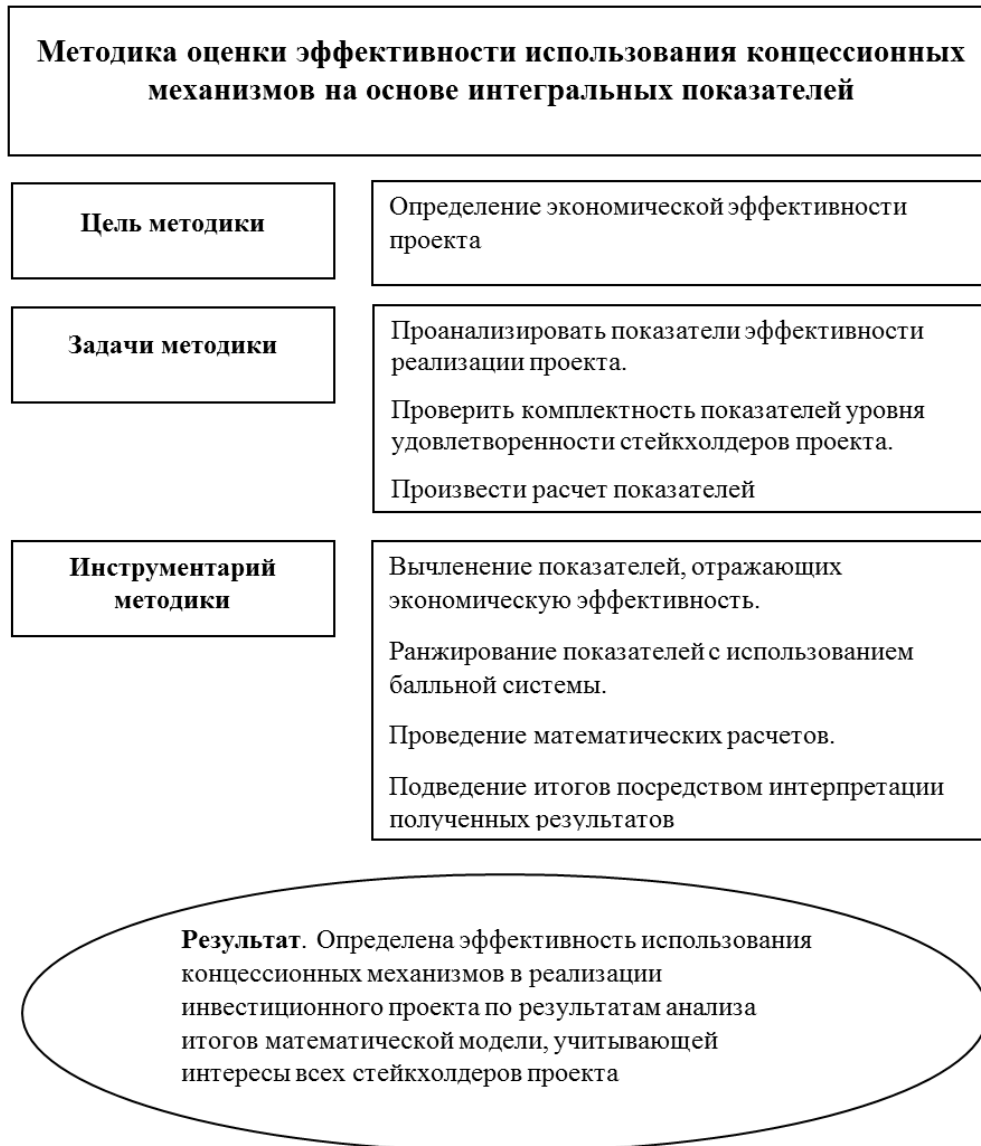 Методика оценки эффективности использования концессионных
механизмов на основе интегральных показателей
Цель методики
Определение экономической эффективности
проекта
Задачи методики
Проанализировать показатели эффективности
реализации проекта.
Проверить комплектность показателей уровня
удовлетворенности стейкхолдеров проекта.
Произвести расчет показателей
Инструментарий
методики
Вычленение показателей, отражающих
экономическую эффективность.
Ранжирование показателей с использованием
балльной системы.
Проведение математических расчетов.
Подведение итогов посредством интерпретации
полученных результатов
Результат. Определена эффективность использования
концессионных механизмов в реализации
инвестиционного проекта по результатам анализа
итогов математической модели, учитывающей
интересы всех стейкхолдеров проекта